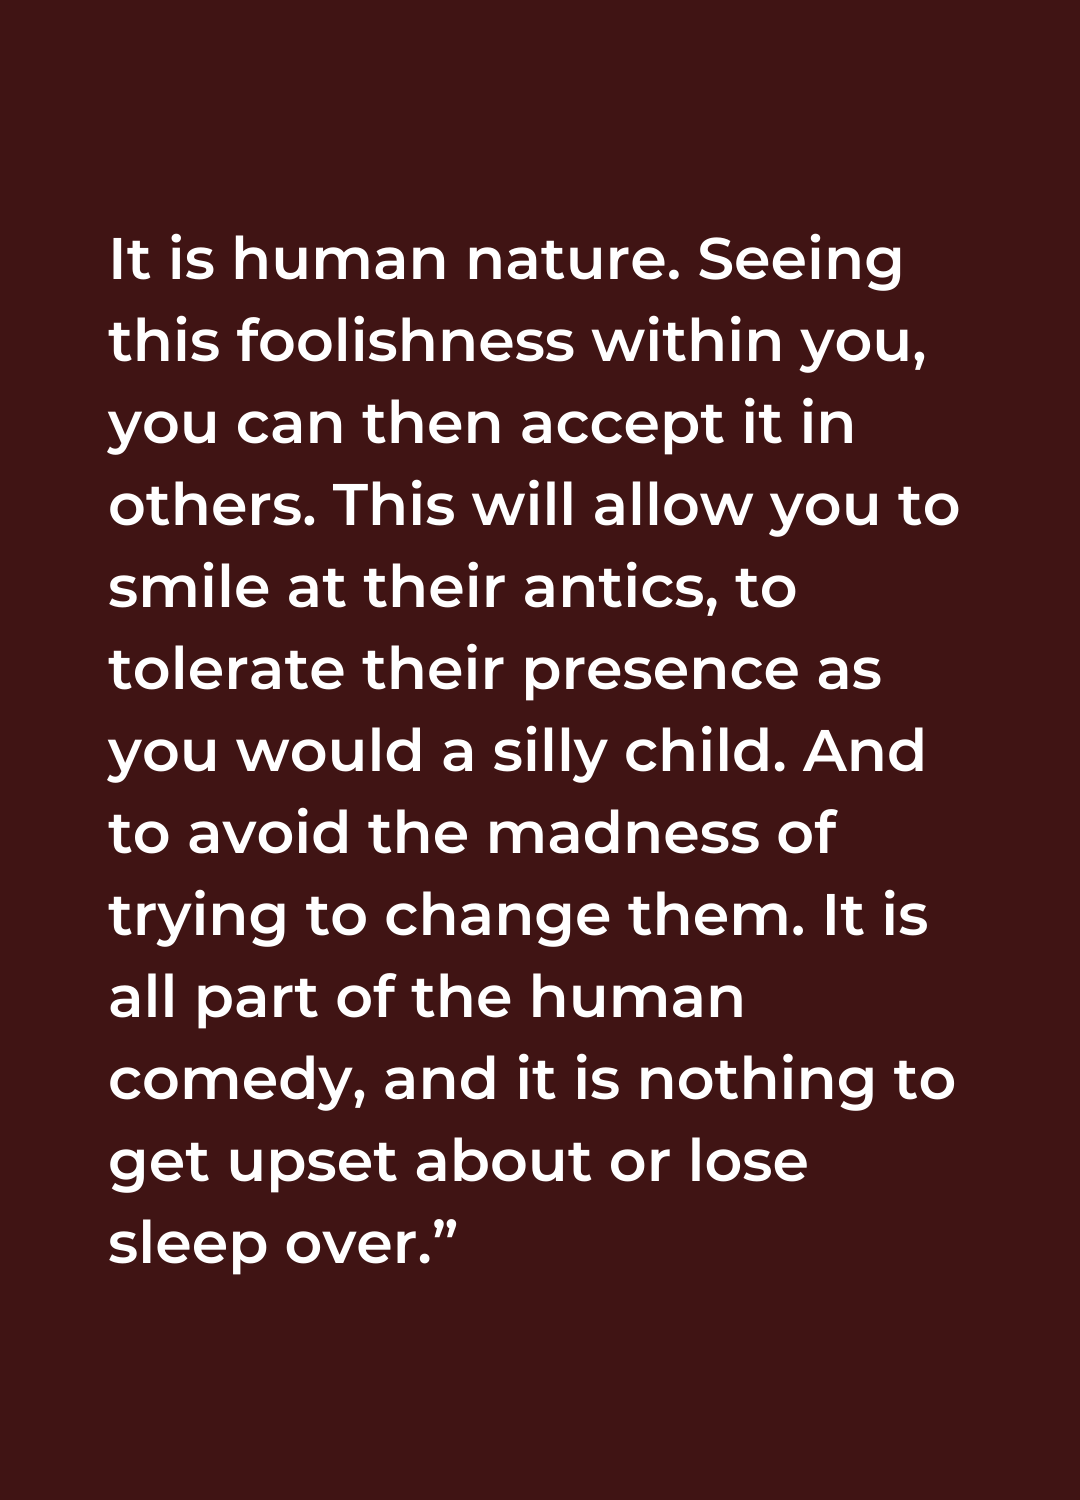 It is human nature. Seeing
this foolishness within you,
you can then accept it in
others. This will allow you to
smile at their antics, to
tolerate their presence as
you would a silly child. And
to avoid the madness of
trying to change them. It is
all part of the human
comedy, and it is nothing to
get upset about or lose
sleep over.”